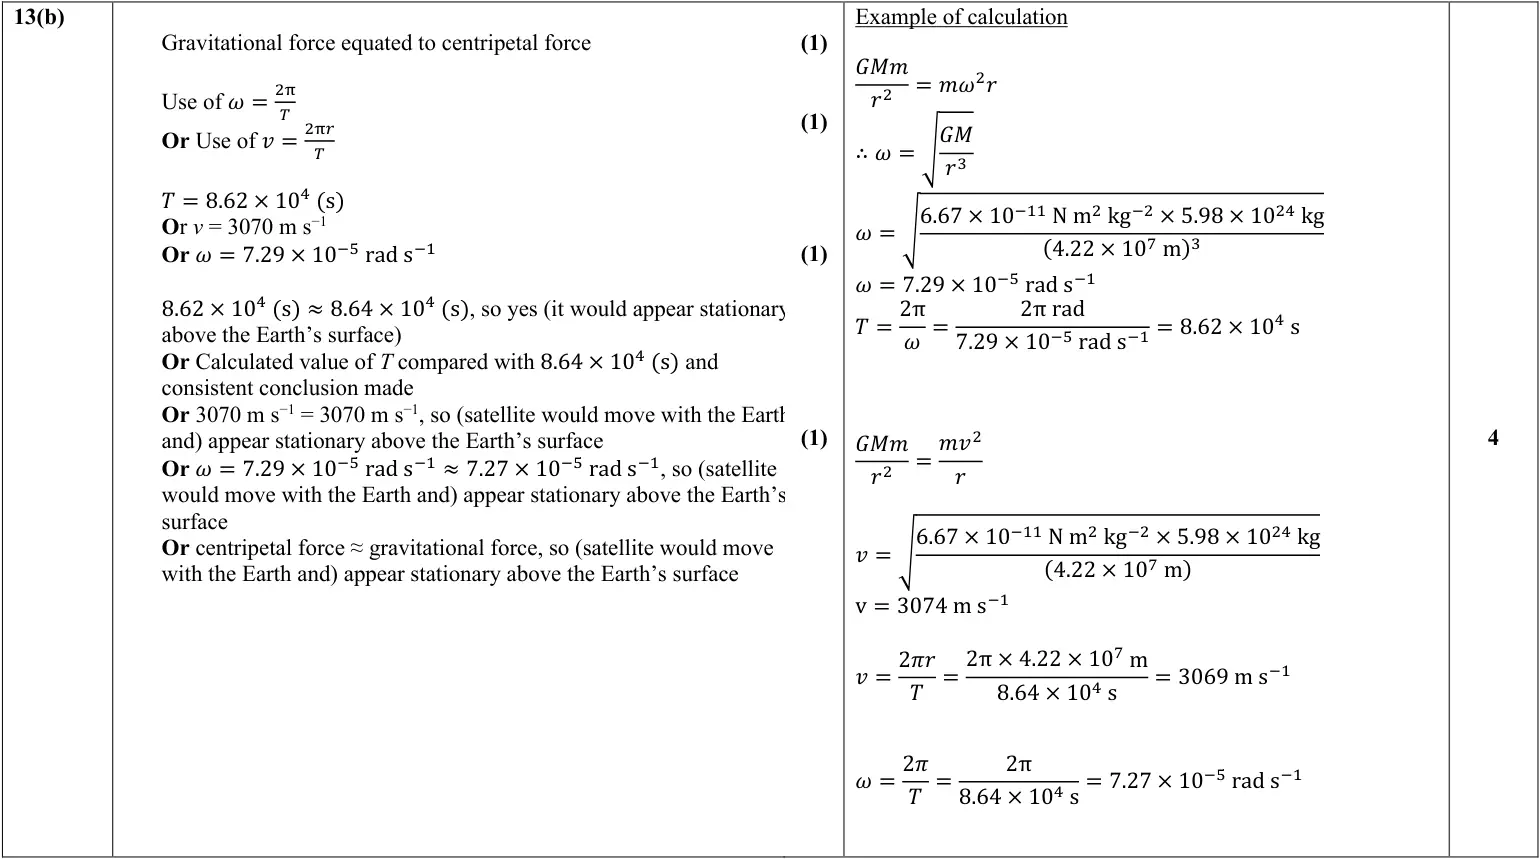 13(b)
Gravitational force equated to centripetal force (1)
Use of ω = 2π/T
Or Use of v = 2πr/T (1)
T = 8.62 × 10⁴ (s)
Or v = 3070 m s⁻¹
Or ω = 7.29 × 10⁻⁵ rad s⁻¹ (1)
8.62 × 10⁴ (s) ≈ 8.64 × 10⁴ (s), so yes (it would appear stationary
above the Earth’s surface)
Or Calculated value of T compared with 8.64 × 10⁴ (s) and
consistent conclusion made
Or 3070 m s⁻¹ = 3070 m s⁻¹, so (satellite would move with the Earth
and) appear stationary above the Earth’s surface (1)
Or ω = 7.29 × 10⁻⁵ rad s⁻¹ ≈ 7.27 × 10⁻⁵ rad s⁻¹, so (satellite
would move with the Earth and) appear stationary above the Earth’s
surface
Or centripetal force ≈ gravitational force, so (satellite would move
with the Earth and) appear stationary above the Earth’s surface
Example of calculation
GMm/r² = mω²r
∴ ω = √(GM/r³)
ω = √(6.67 × 10⁻¹¹ N m² kg⁻² × 5.98 × 10²⁴ kg/(4.22 × 10⁷ m)³)
ω = 7.29 × 10⁻⁵ rad s⁻¹
T = 2π/ω = 2π rad/7.29 × 10⁻⁵ rad s⁻¹ = 8.62 × 10⁴ s
GMm/r² = mv²/r
v = √(6.67 × 10⁻¹¹ N m² kg⁻² × 5.98 × 10²⁴ kg/(4.22 × 10⁷ m))
v = 3074 m s⁻¹
v = 2πr/T = 2π × 4.22 × 10⁷ m/8.64 × 10⁴ s = 3069 m s⁻¹
ω = 2π/T = 2π/8.64 × 10⁴ s = 7.27 × 10⁻⁵ rad s⁻¹
4